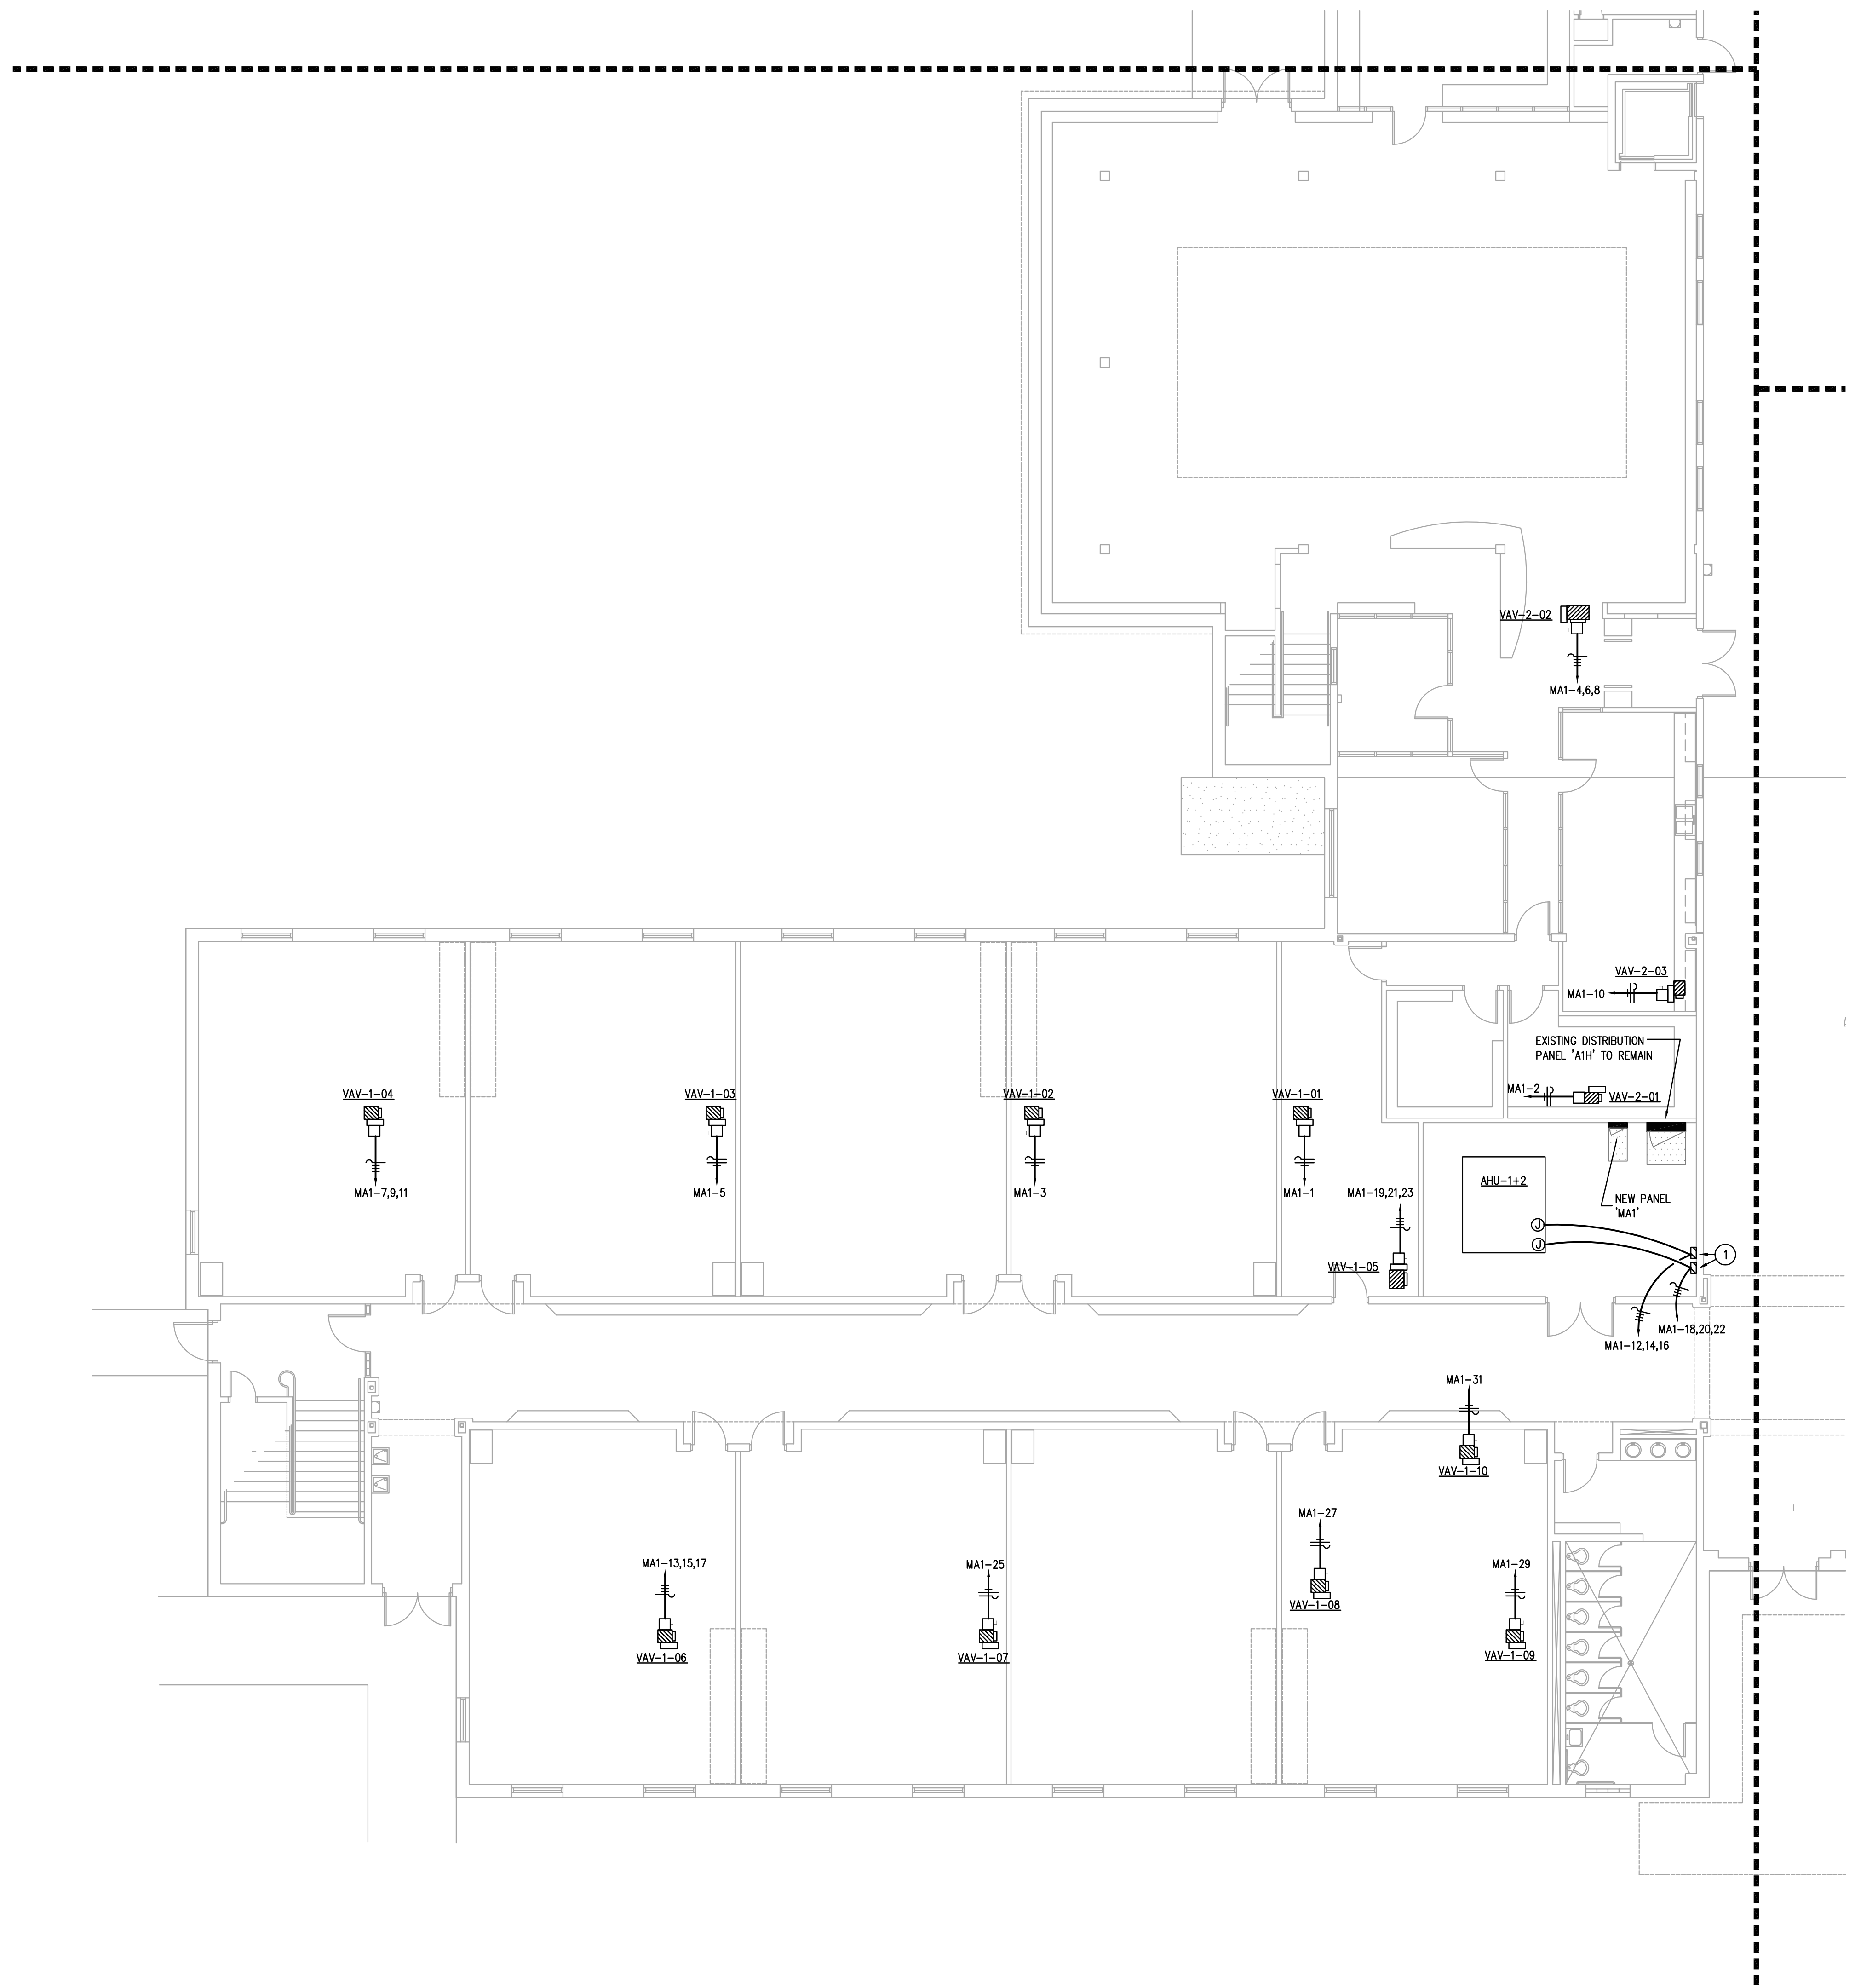 VAV-2-02
MA1-4,6,8
VAV-2-03
MA1-10
EXISTING DISTRIBUTION
PANEL 'A1H' TO REMAIN
MA1-2
VAV-2-01
VAV-1-04
MA1-7,9,11
VAV-1-03
MA1-5
VAV-1-02
MA1-3
VAV-1-01
MA1-1
MA1-19,21,23
VAV-1-05
AHU-1+2
J
J
NEW PANEL
'MA1'
1
MA1-18,20,22
MA1-12,14,16
MA1-31
VAV-1-10
MA1-27
VAV-1-08
MA1-13,15,17
VAV-1-06
MA1-25
VAV-1-07
MA1-29
VAV-1-09